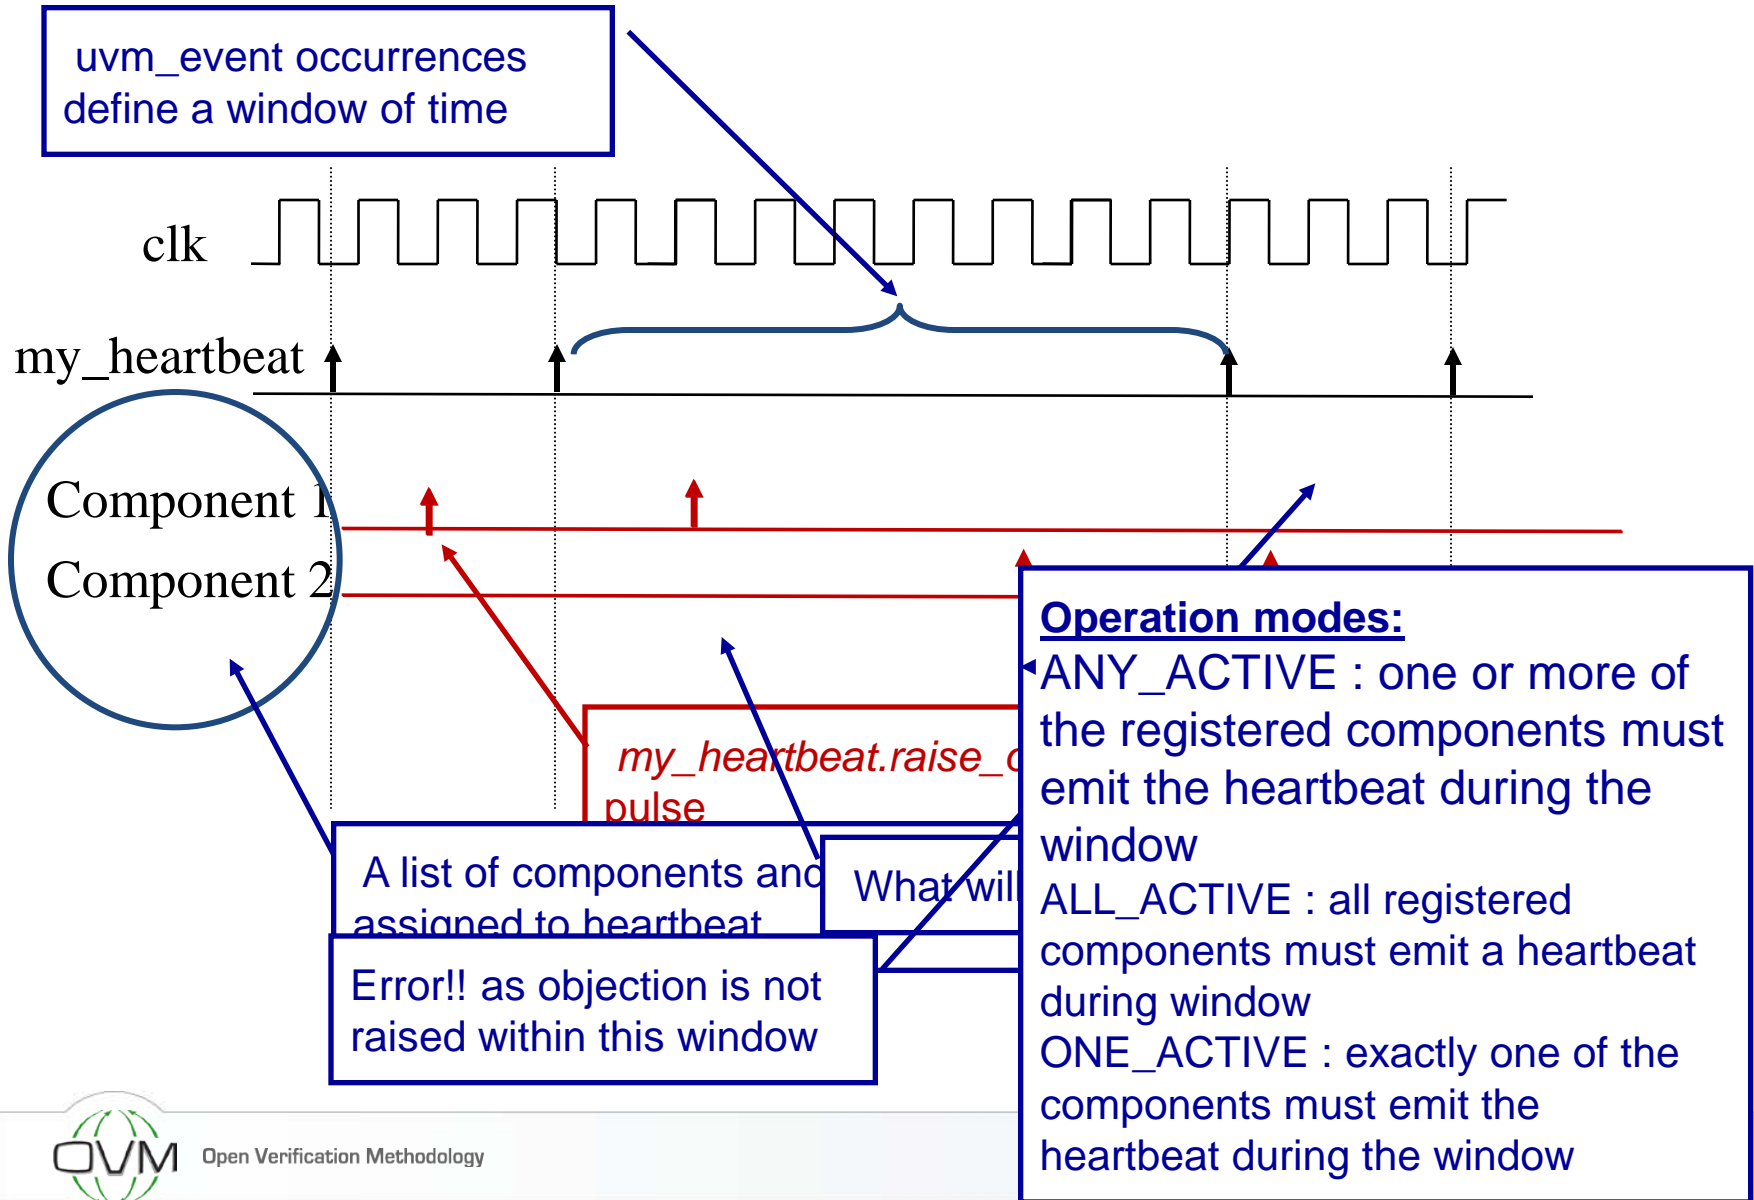 uvm_event occurrences
define a window of time
clk
my_heartbeat
Component 1
Component 2
my_heartbeat.raise_
pulse
A list of components and
assigned to heartbeat
What will
Error!! as objection is not
raised within this window
Operation modes:
ANY_ACTIVE : one or more of
the registered components must
emit the heartbeat during the
window
ALL_ACTIVE : all registered
components must emit a heartbeat
during window
ONE_ACTIVE : exactly one of the
components must emit the
heartbeat during the window
OVM Open Verification Methodology